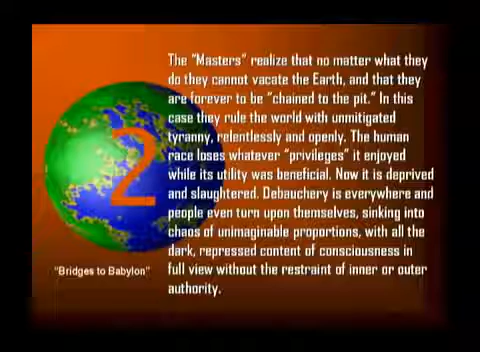 The "Masters" realize that no matter what they
do they cannot vacate the Earth, and that they
are forever to be "chained to the pit." In this
case they rule the world with unmitigated
tyranny, relentlessly and openly. The human
race loses whatever "privileges" it enjoyed
while its utility was beneficial. Now it is deprived
and slaughtered. Debauchery is everywhere and
people even turn upon themselves, sinking into
chaos of unimaginable proportions, with all the
dark, repressed content of consciousness in
full view without the restraint of inner or outer
authority.
2
"Bridges to Babylon"